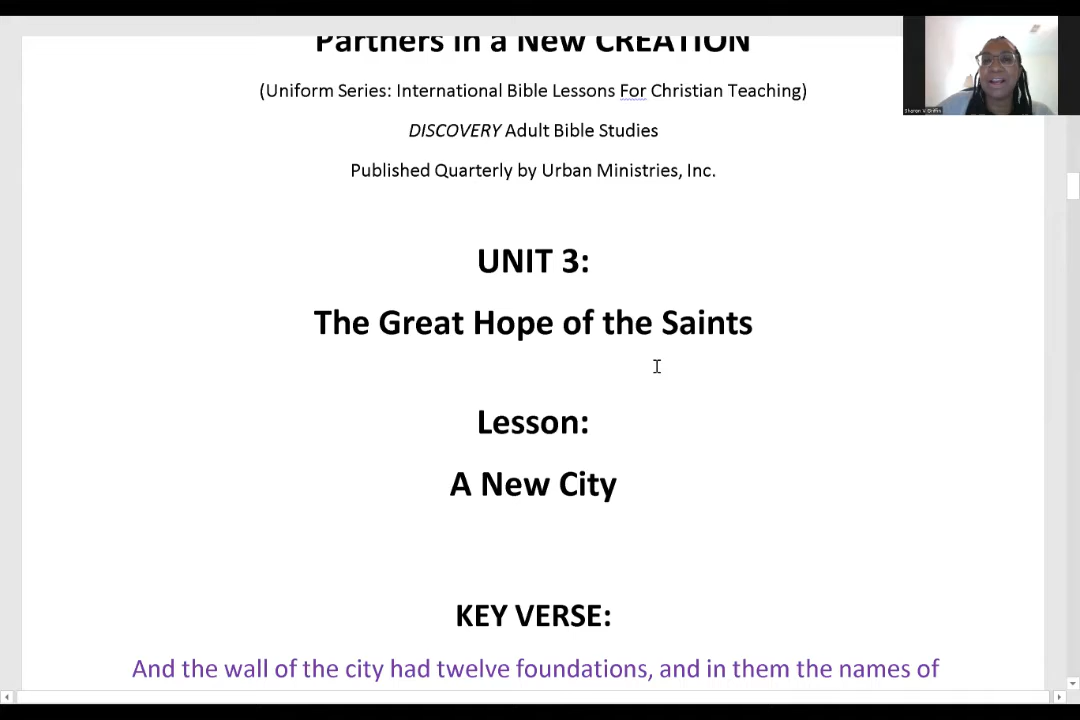 Partners in a New CREATION
(Uniform Series: International Bible Lessons For Christian Teaching)
DISCOVERY Adult Bible Studies
Published Quarterly by Urban Ministries, Inc.
UNIT 3:
The Great Hope of the Saints
Lesson:
A New City
KEY VERSE:
And the wall of the city had twelve foundations, and in them the names of